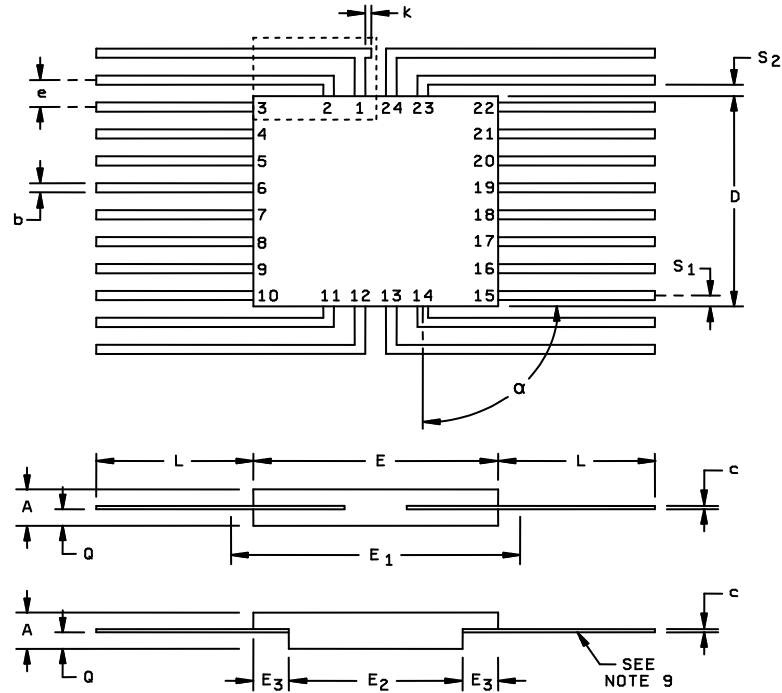 k
S2
e
3 2 1 24 23 22
4 21
5 20
6 19
b
D
7 18
8 17
9 16
S1
10 11 12 13 14 15
α
L E L
c
A
Q
E1
c
A
Q
E3 E2 E3
SEE
NOTE 9